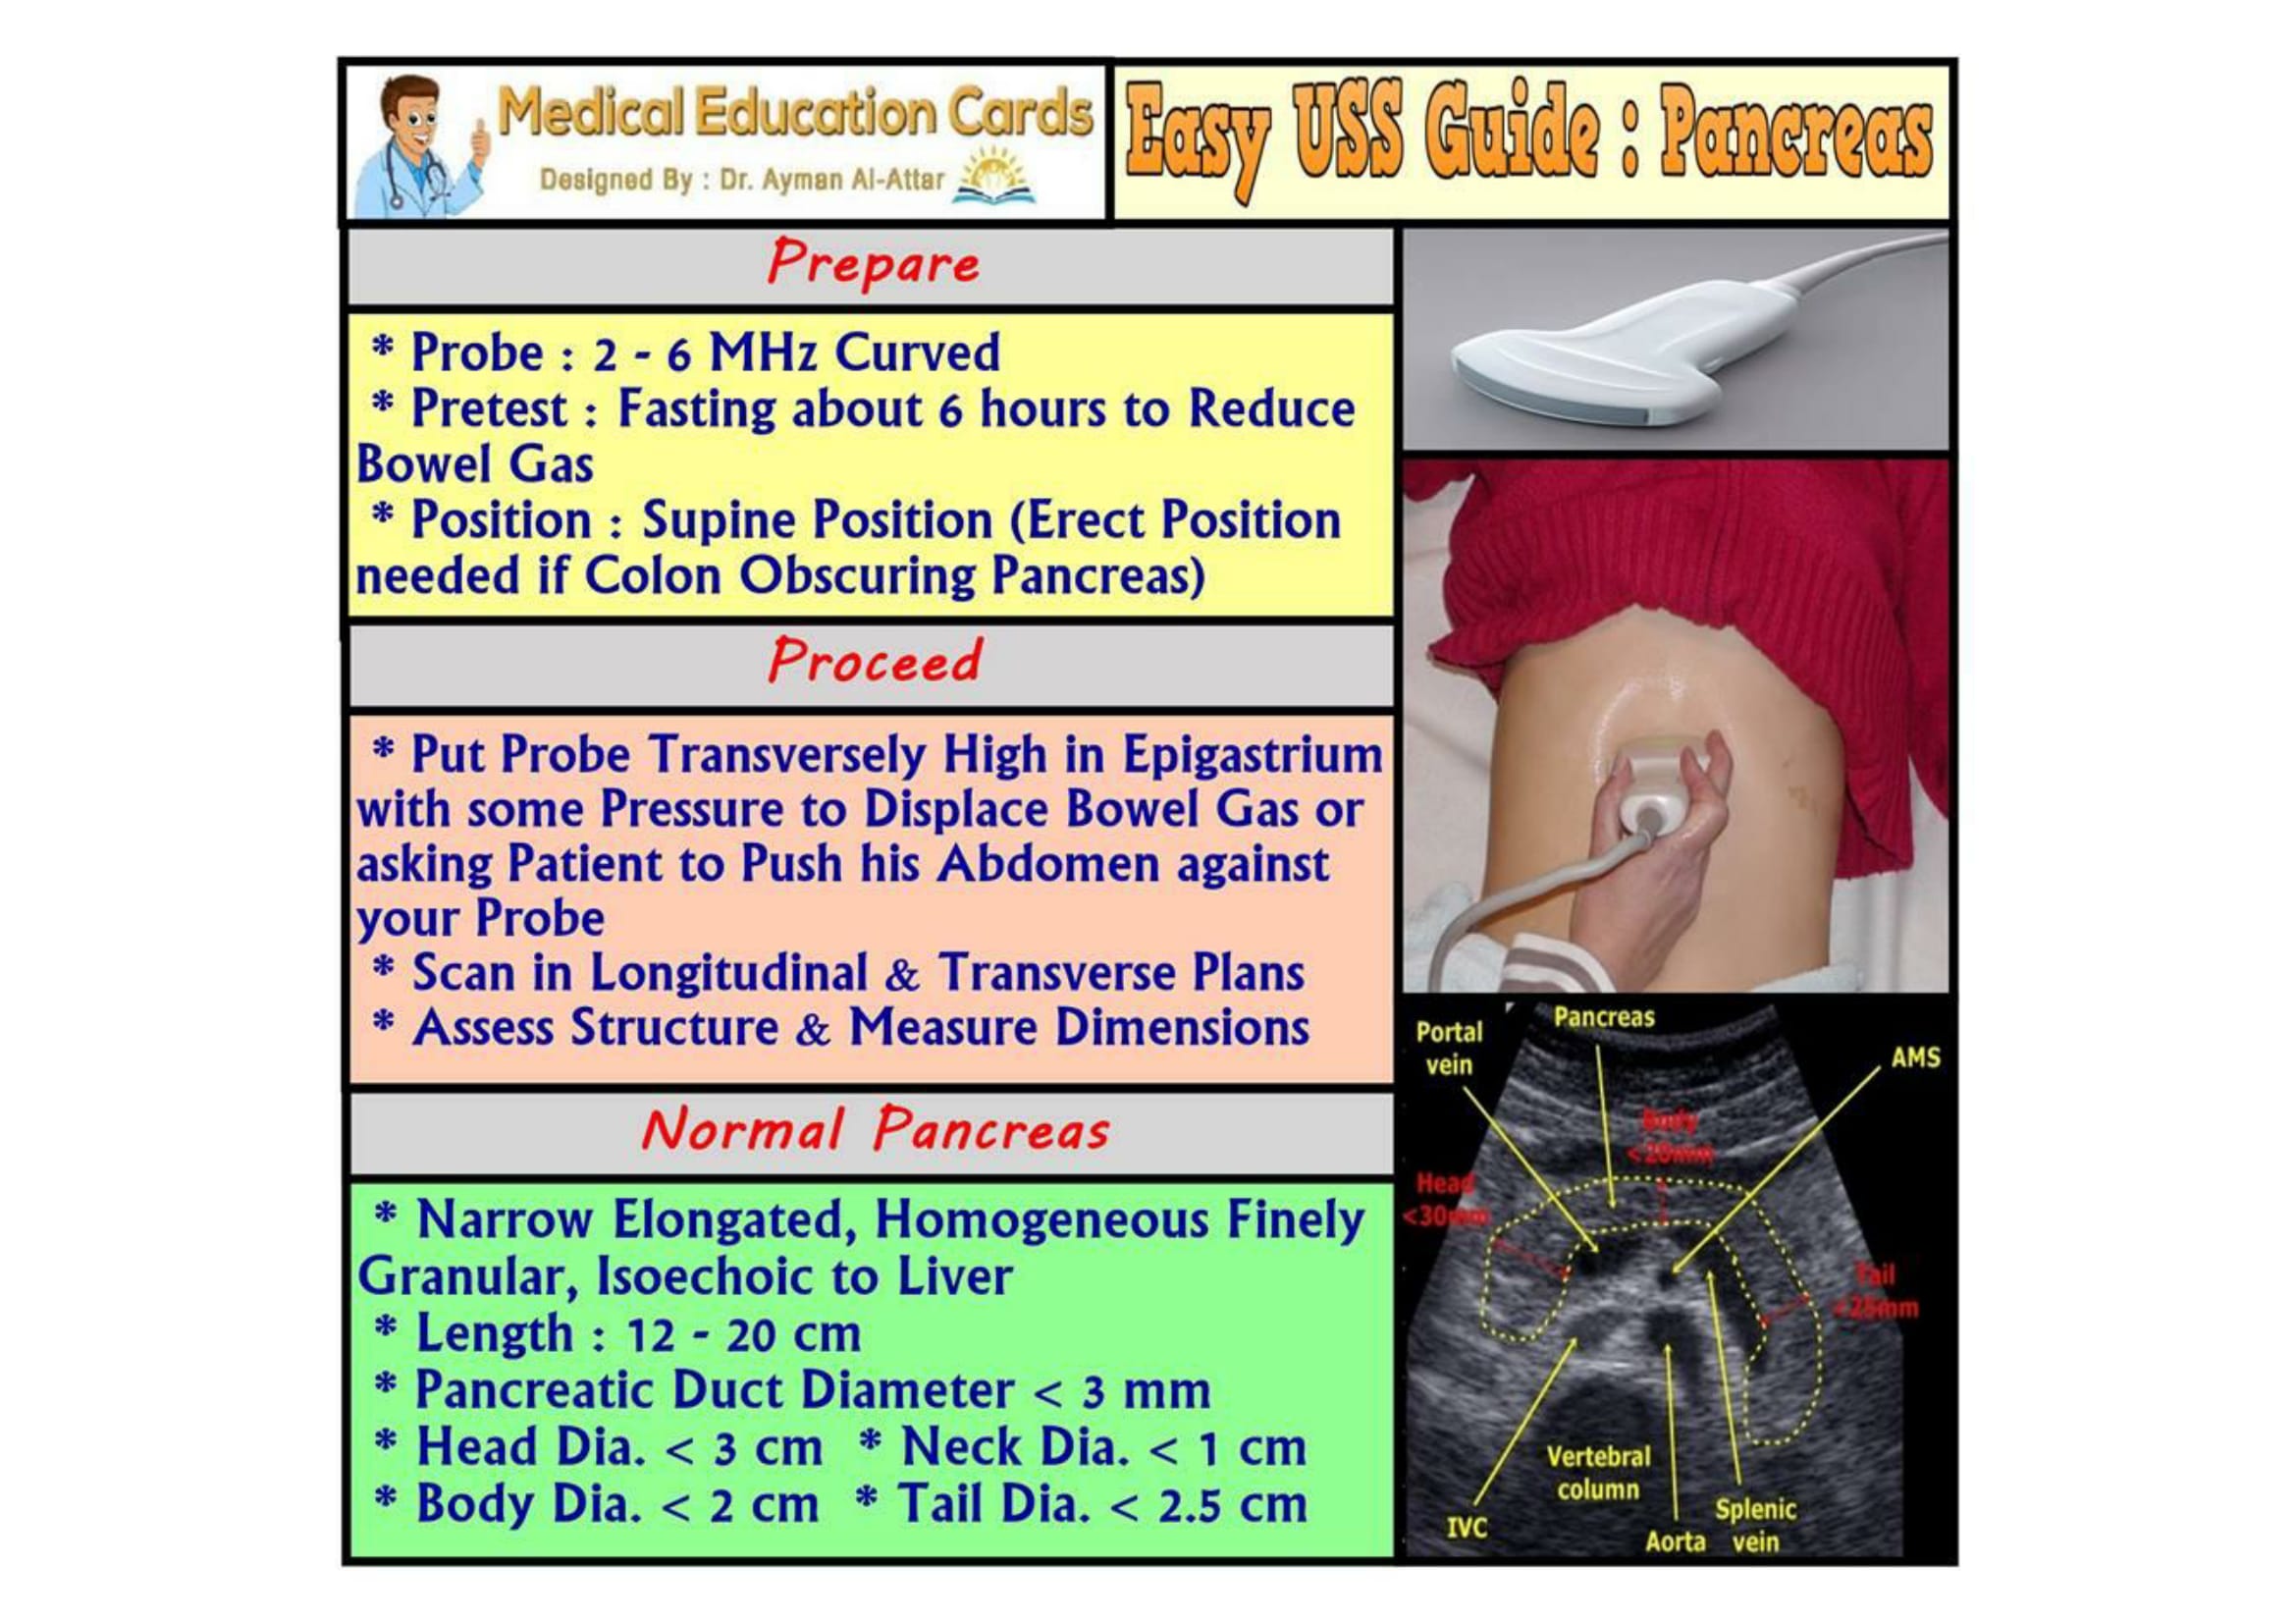 Medical Education Cards
Designed By : Dr. Ayman Al-Attar
Easy USS Guide : Pancreas
Prepare
* Probe : 2 - 6 MHz Curved
* Pretest : Fasting about 6 hours to Reduce
Bowel Gas
* Position : Supine Position (Erect Position
needed if Colon Obscuring Pancreas)
Proceed
* Put Probe Transversely High in Epigastrium
with some Pressure to Displace Bowel Gas or
asking Patient to Push his Abdomen against
your Probe
* Scan in Longitudinal & Transverse Plans
* Assess Structure & Measure Dimensions
Normal Pancreas
* Narrow Elongated, Homogeneous Finely
Granular, Isoechoic to Liver
* Length : 12 - 20 cm
* Pancreatic Duct Diameter < 3 mm
* Head Dia. < 3 cm * Neck Dia. < 1 cm
* Body Dia. < 2 cm * Tail Dia. < 2.5 cm
Pancreas
Portal
vein
AMS
Body
<20mm
Head
<30mm
Tail
<25mm
Vertebral
column
IVC
Splenic
vein
Aorta